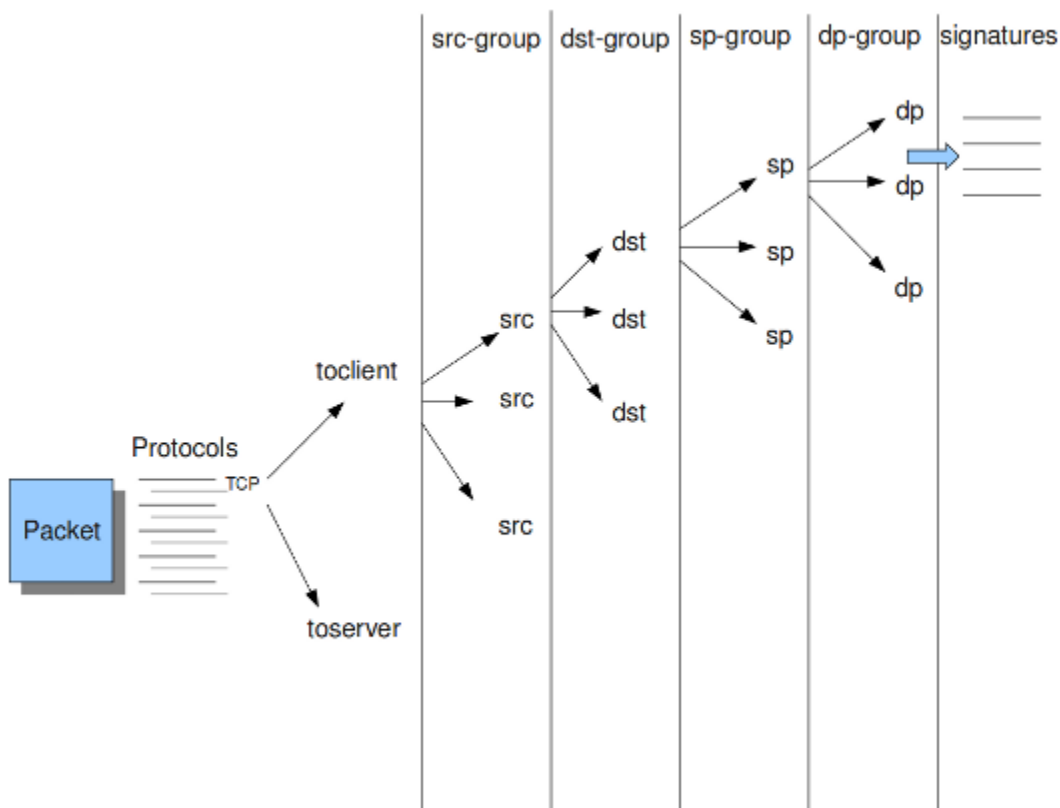 src-group dst-group sp-group dp-group signatures
dp
sp
dp
dst
sp
dp
src
dst
sp
toclient
src
dst
Protocols
TCP
Packet
src
toserver